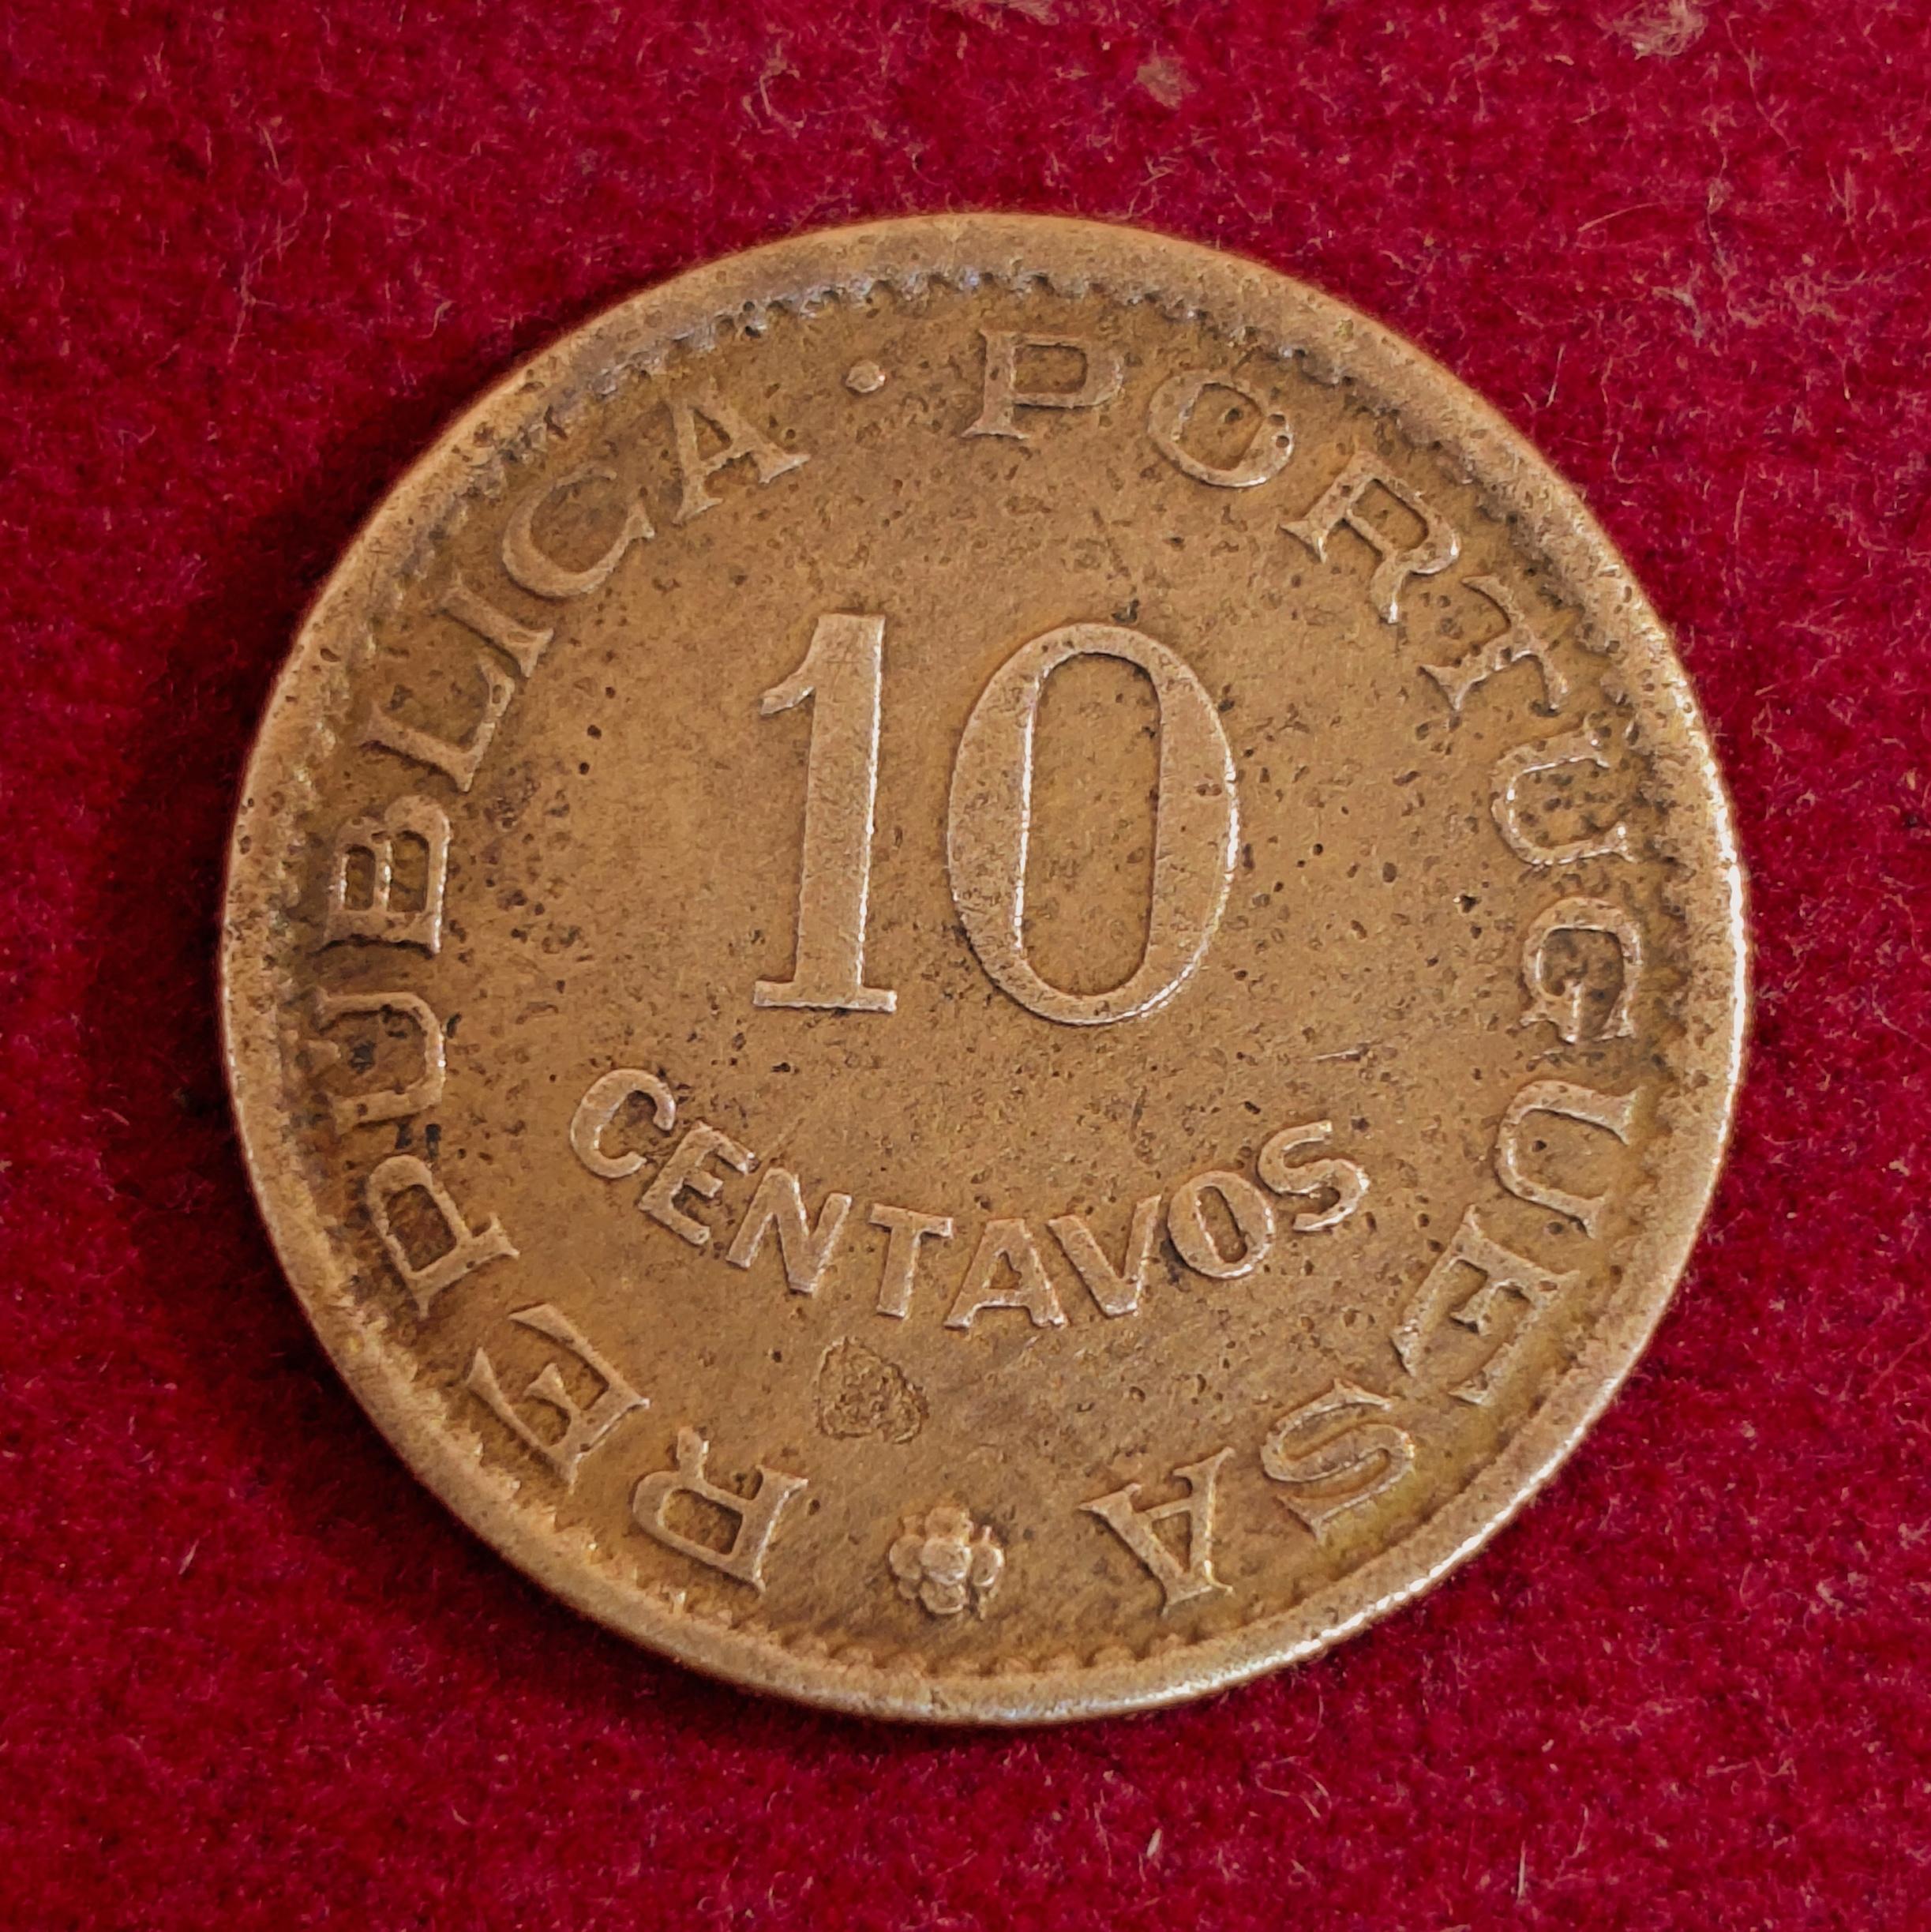 REPUBLICA · PORTUGUESA
10
CENTAVOS